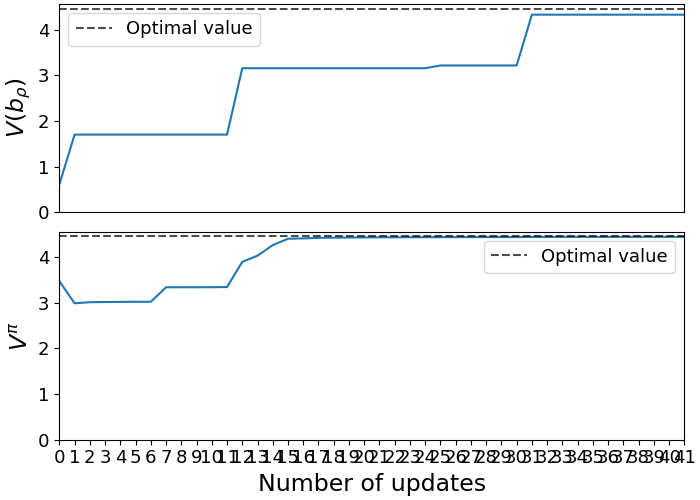 4
3
2
1
0
V(b_ρ)
Optimal value
4
3
2
1
0
V^π
Optimal value
0 1 2 3 4 5 6 7 8 9 10 11 12 13 14 15 16 17 18 19 20 21 22 23 24 25 26 27 28 29 30 31 32 33 34 35 36 37 38 39 40 41
Number of updates